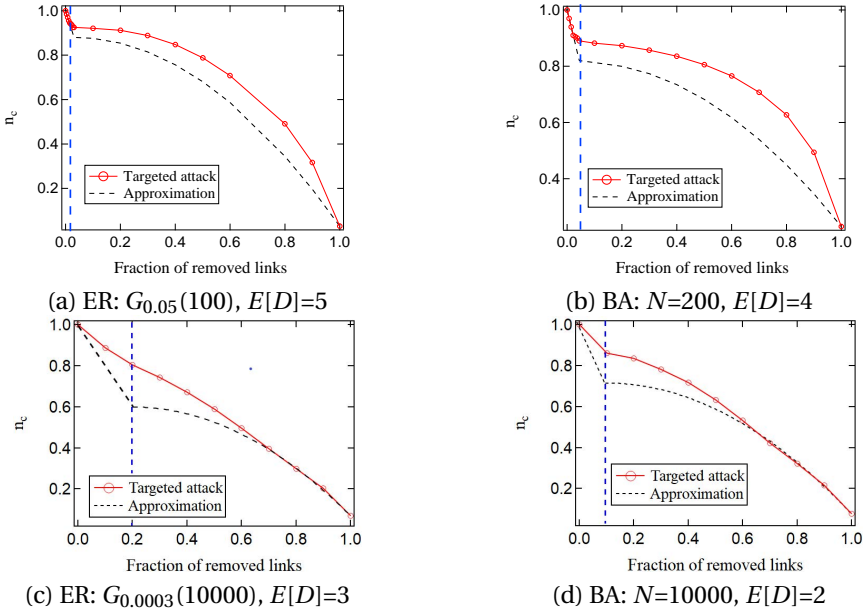 1.0
0.8
0.6
0.4
0.2
n_c
0.0 0.2 0.4 0.6 0.8 1.0
Fraction of removed links
Targeted attack
Approximation
(a) ER: G_{0.05}(100), E[D]=5
1.0
0.8
0.6
0.4
n_c
0.0 0.2 0.4 0.6 0.8 1.0
Fraction of removed links
Targeted attack
Approximation
(b) BA: N=200, E[D]=4
1.0
0.8
0.6
0.4
0.2
n_c
0.0 0.2 0.4 0.6 0.8 1.0
Fraction of removed links
Targeted attack
Approximation
(c) ER: G_{0.0003}(10000), E[D]=3
1.0
0.8
0.6
0.4
0.2
n_c
0.0 0.2 0.4 0.6 0.8 1.0
Fraction of removed links
Targeted attack
Approximation
(d) BA: N=10000, E[D]=2